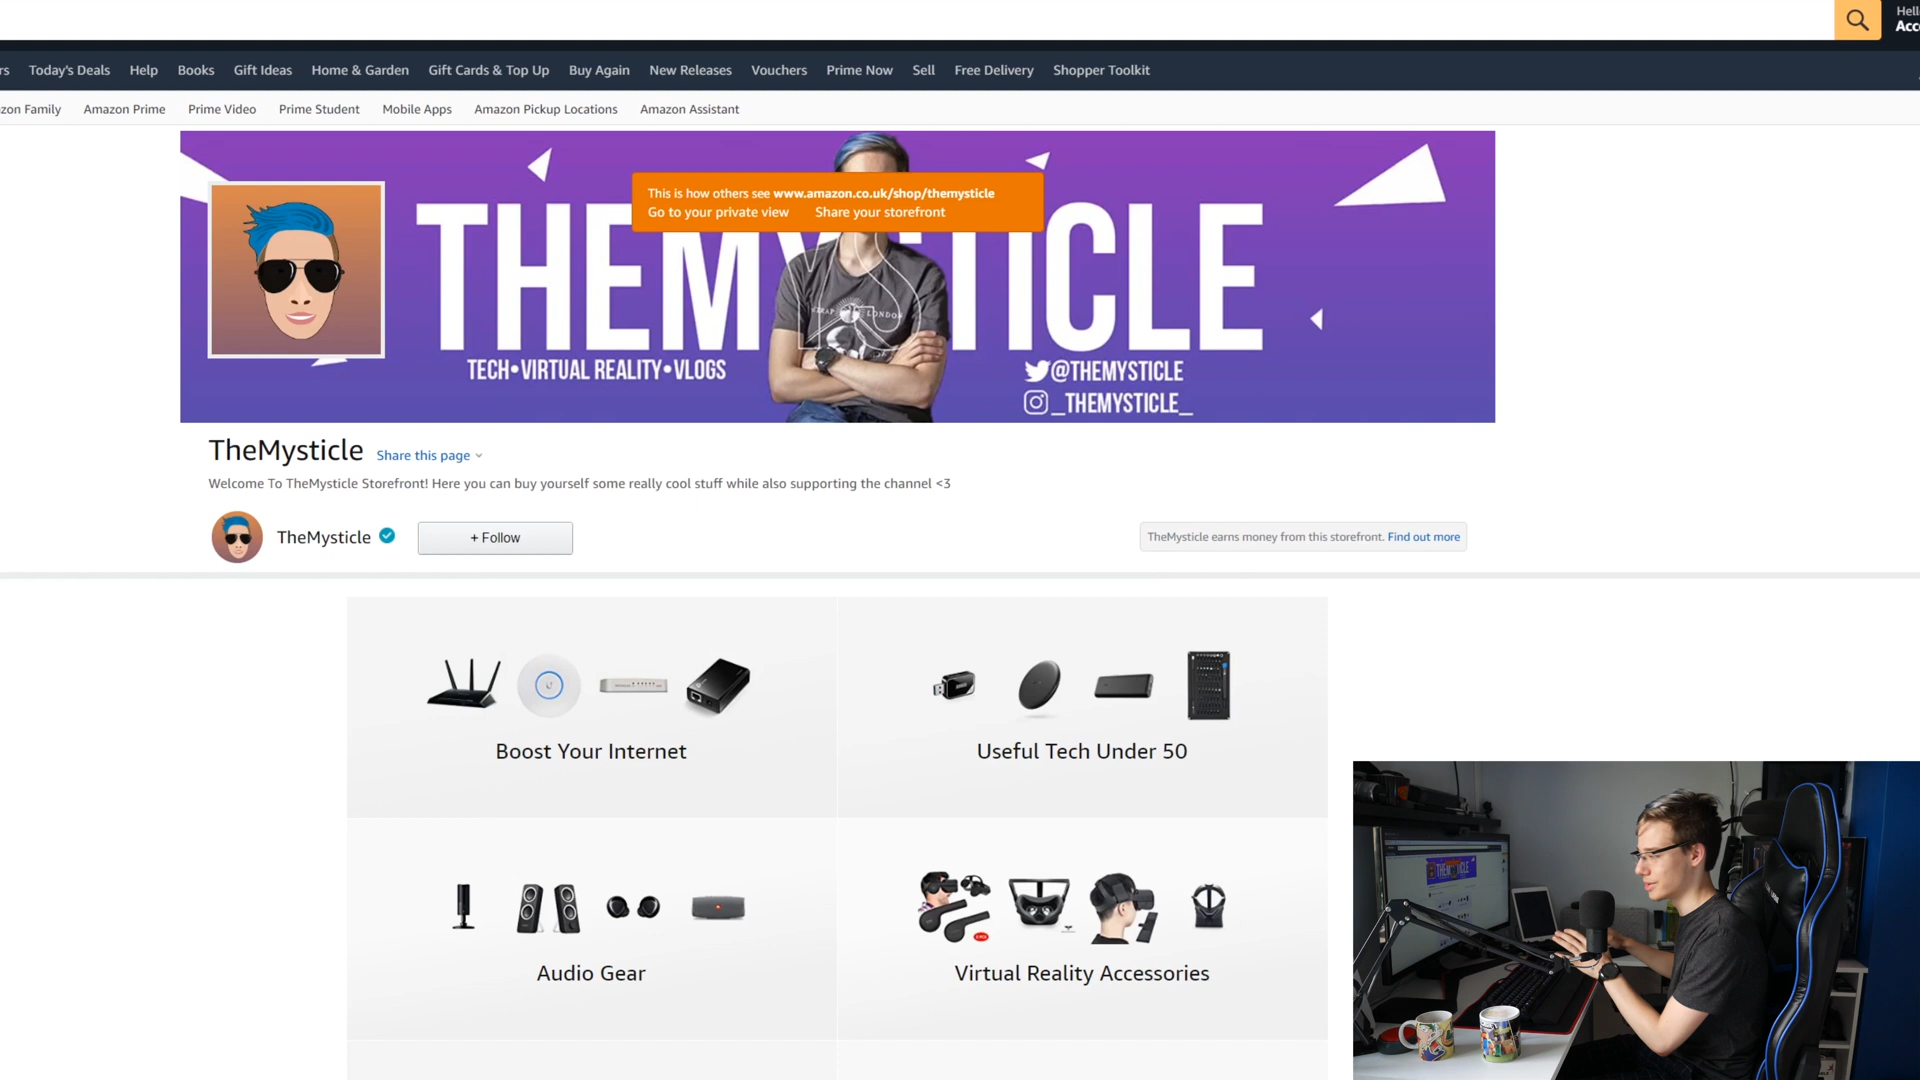 Hell
Acc
rs Today's Deals Help Books Gift Ideas Home & Garden Gift Cards & Top Up Buy Again New Releases Vouchers Prime Now Sell Free Delivery Shopper Toolkit
zon Family Amazon Prime Prime Video Prime Student Mobile Apps Amazon Pickup Locations Amazon Assistant
This is how others see www.amazon.co.uk/shop/themysticle
Go to your private view Share your storefront
THEMYSTICLE
LONDON
TECH•VIRTUAL REALITY•VLOGS
@THEMYSTICLE
_THEMYSTICLE_
TheMysticle Share this page
Welcome To TheMysticle Storefront! Here you can buy yourself some really cool stuff while also supporting the channel <3
TheMysticle + Follow
TheMysticle earns money from this storefront. Find out more
Boost Your Internet
Useful Tech Under 50
Audio Gear
Virtual Reality Accessories